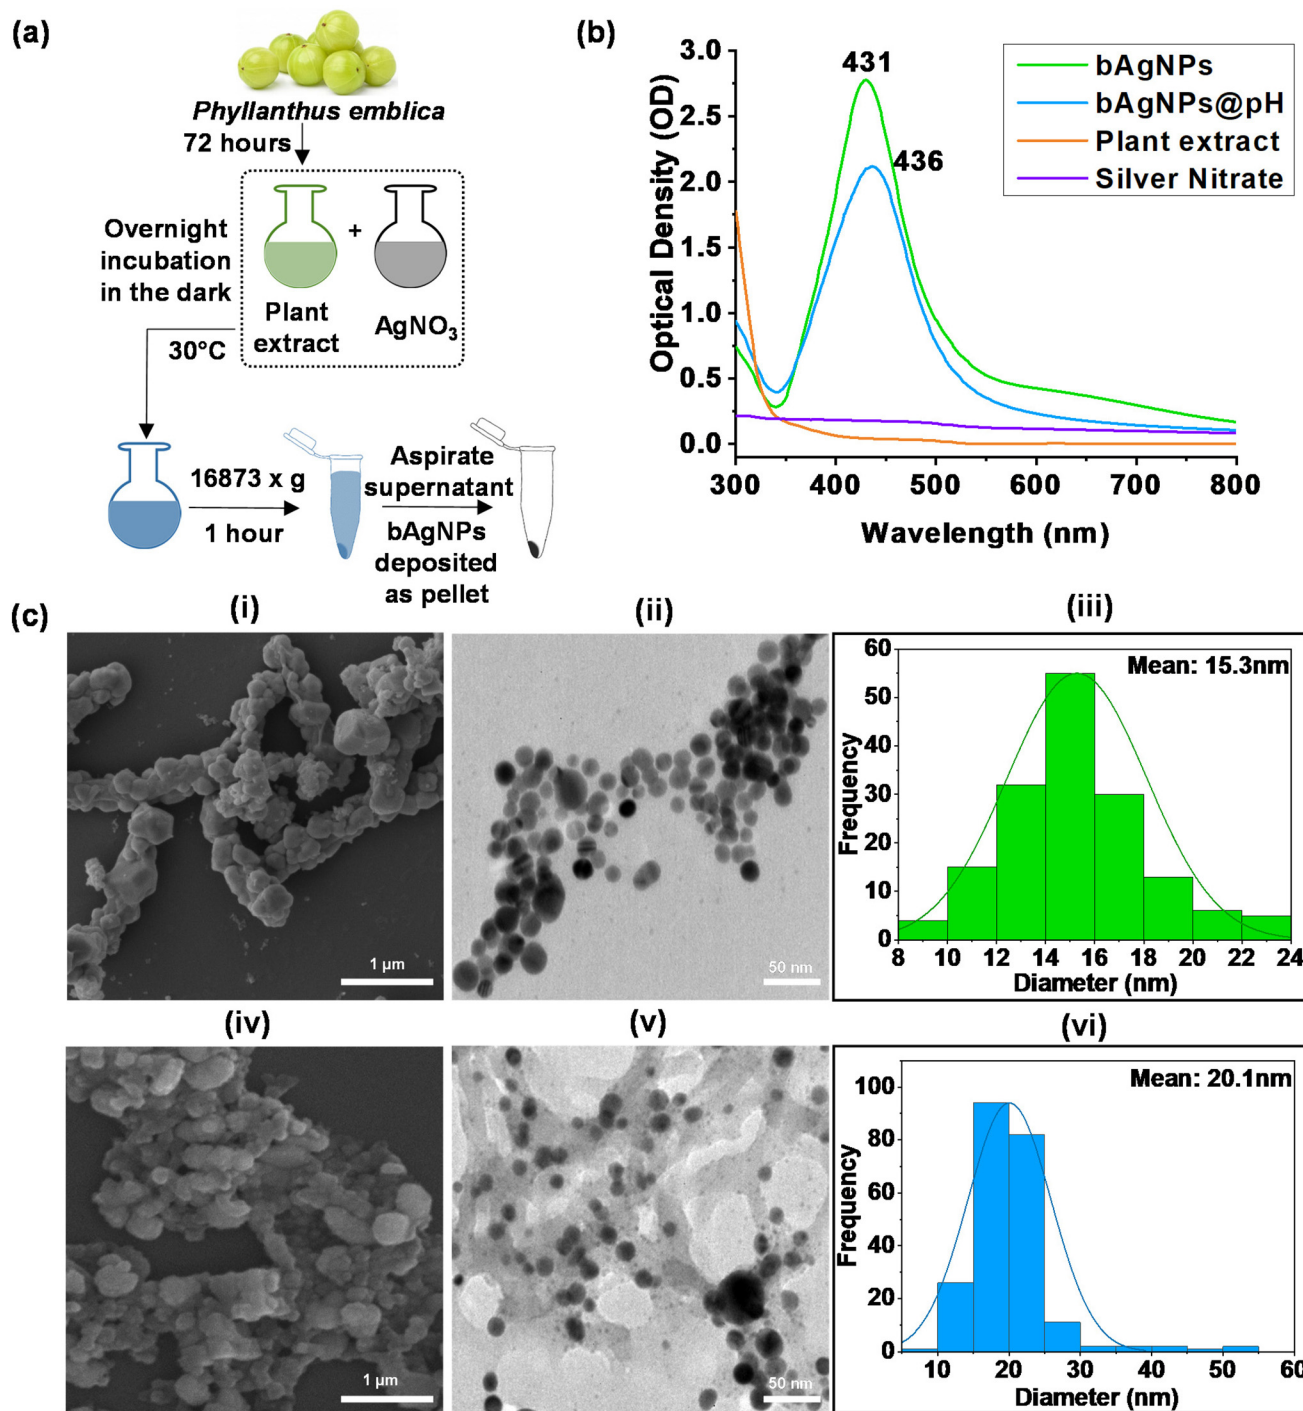 (a)
Phyllanthus emblica
72 hours
Overnight
incubation
in the dark
+
Plant
extract
AgNO₃
30°C
16873 x g
1 hour
Aspirate
supernatant
bAgNPs
deposited
as pellet
(b)
431
436
bAgNPs
bAgNPs@pH
Plant extract
Silver Nitrate
Optical Density (OD)
3.0
2.5
2.0
1.5
1.0
0.5
0.0
300 400 500 600 700 800
Wavelength (nm)
(c)
(i)
1 µm
(ii)
50 nm
(iii)
Mean: 15.3nm
Frequency
60
50
40
30
20
10
0
8 10 12 14 16 18 20 22 24
Diameter (nm)
(iv)
1 µm
(v)
50 nm
(vi)
Mean: 20.1nm
Frequency
100
80
60
40
20
0
10 20 30 40 50 60
Diameter (nm)